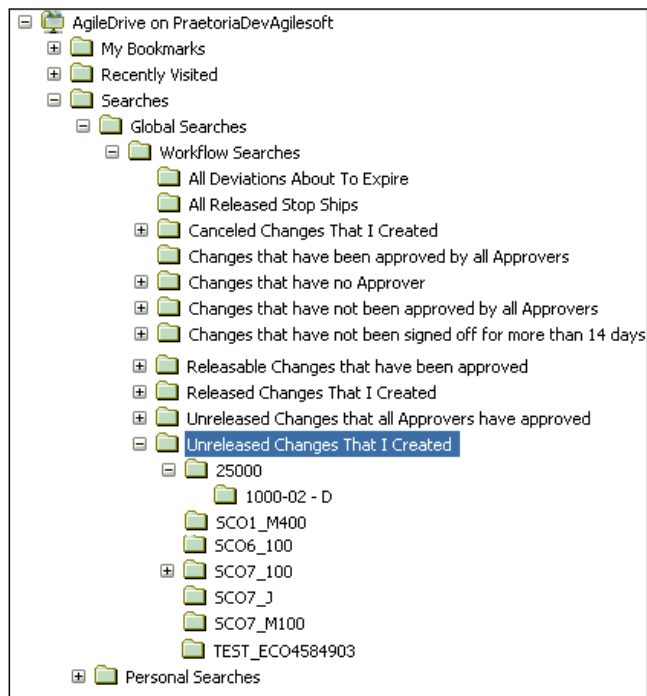 AgileDrive on PraetoriaDevAgilesoft
My Bookmarks
Recently Visited
Searches
Global Searches
Workflow Searches
All Deviations About To Expire
All Released Stop Ships
Canceled Changes That I Created
Changes that have been approved by all Approvers
Changes that have no Approver
Changes that have not been approved by all Approvers
Changes that have not been signed off for more than 14 days
Releasable Changes that have been approved
Released Changes That I Created
Unreleased Changes that all Approvers have approved
Unreleased Changes That I Created
25000
1000-02 - D
SCO1_M400
SCO6_100
SCO7_100
SCO7_J
SCO7_M100
TEST_ECO4584903
Personal Searches